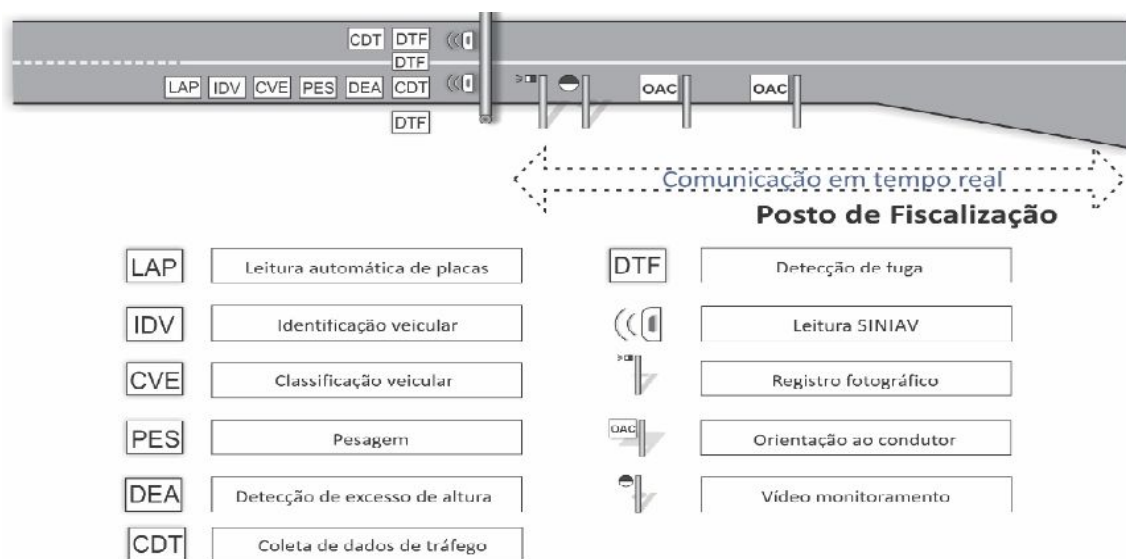 CDT DTF
DTF
LAP IDV CVE PES DEA CDT OAC OAC
DTF
Comunicação em tempo real
Posto de Fiscalização
LAP Leitura automática de placas
DTF Detecção de fuga
IDV Identificação veicular
Leitura SINIAV
CVE Classificação veicular
Registro fotográfico
PES Pesagem
OAC Orientação ao condutor
DEA Detecção de excesso de altura
Vídeo monitoramento
CDT Coleta de dados de tráfego